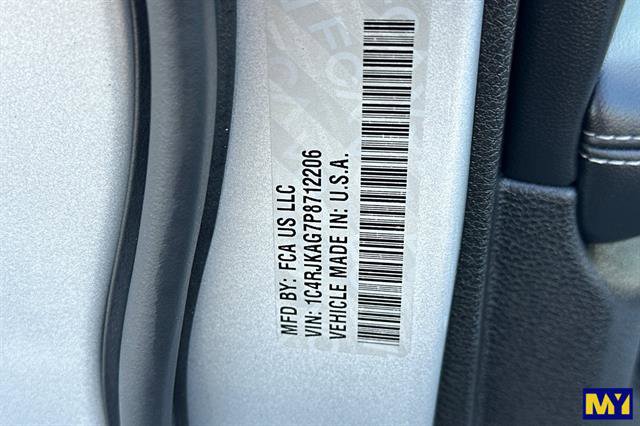 MFD BY: FCA US LLC
VIN: 1C4RJKAG7P8712206
VEHICLE MADE IN: U.S.A.
MY